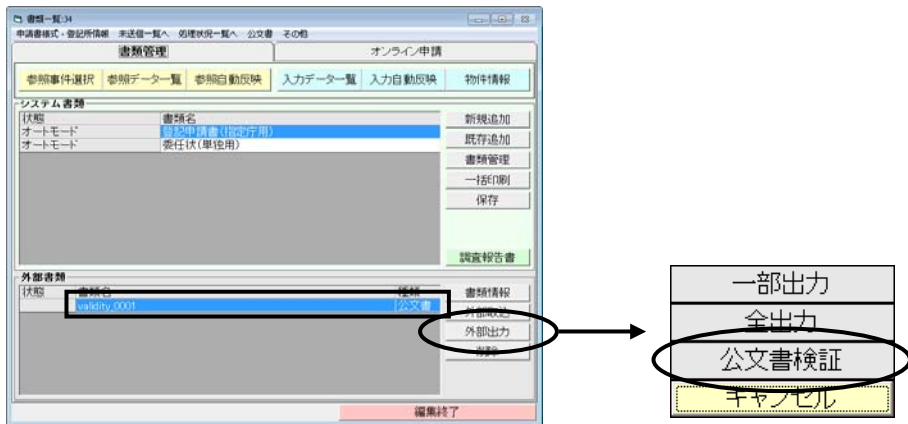 書類一覧:34
申請書様式・登記所情報 未送信一覧へ 処理状況一覧へ 公文書 その他
書類管理 オンライン申請
参照事件選択 参照データ一覧 参照自動反映 入力データ一覧 入力自動反映 物件情報
システム書類
状態 書類名
オートモード 登記申請書(指定庁用)
オートモード 委任状(単独用)
新規追加
既存追加
書類管理
一括印刷
保存
調査報告書
外部書類
状態 書類名 種類
validity_0001 公文書
書類情報
外部取込
外部出力
削除
編集終了
一部出力
全出力
公文書検証
キャンセル